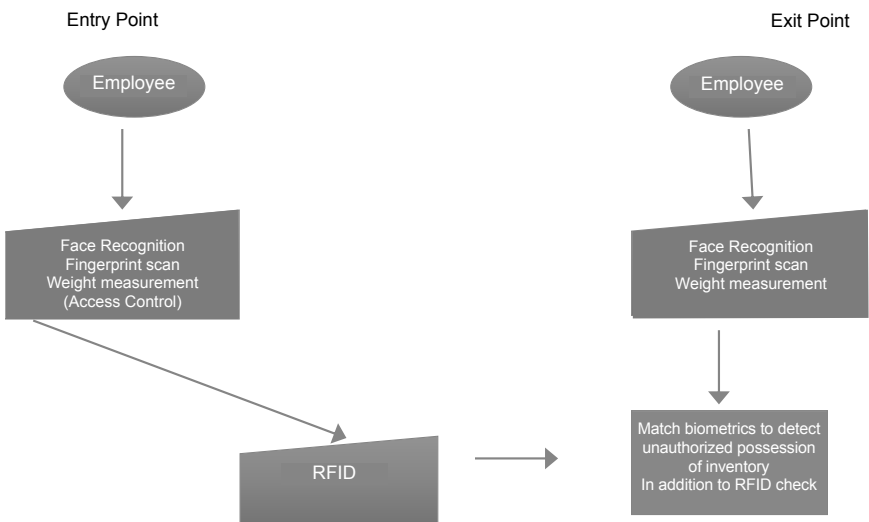 Entry Point
Exit Point
Employee
Employee
Face Recognition
Fingerprint scan
Weight measurement
(Access Control)
Face Recognition
Fingerprint scan
Weight measurement
RFID
Match biometrics to detect
unauthorized possession
of inventory
In addition to RFID check